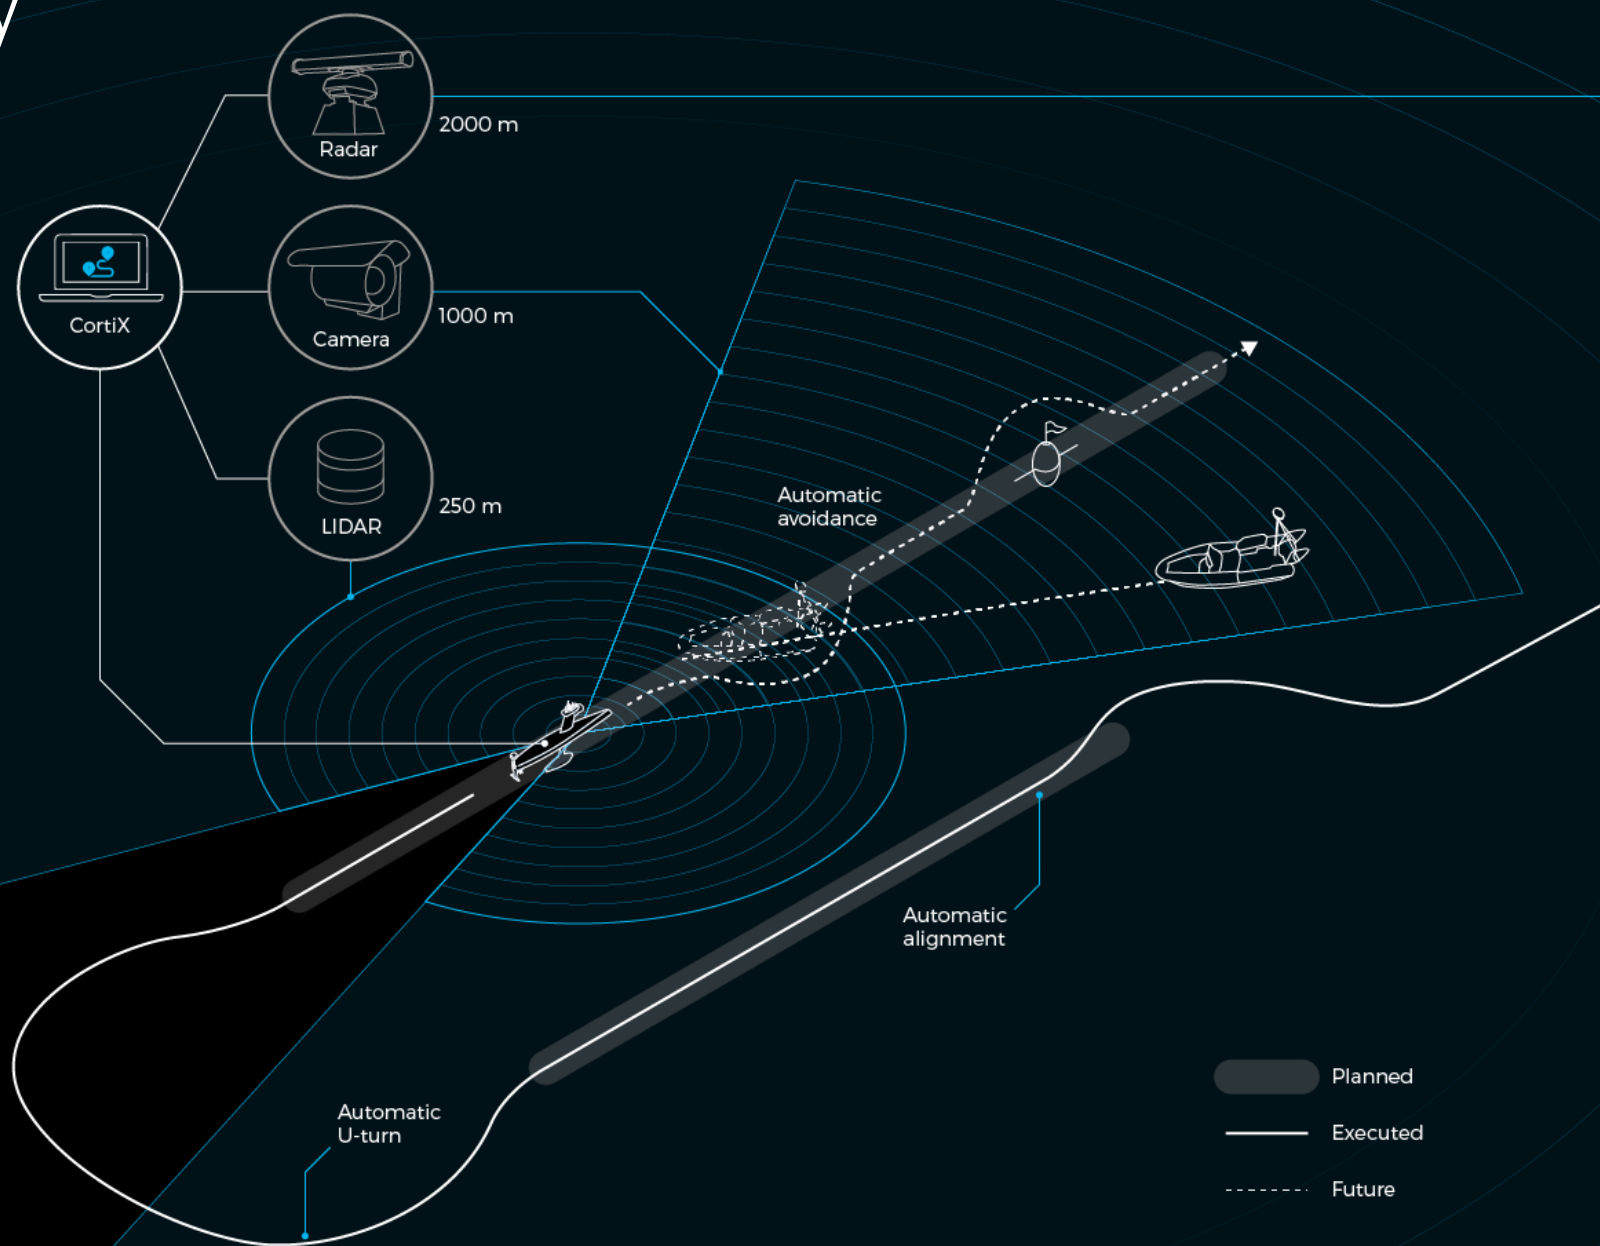 Radar
2000 m
CortiX
Camera
1000 m
LIDAR
250 m
Automatic
avoidance
Automatic
alignment
Automatic
U-turn
Planned
Executed
Future